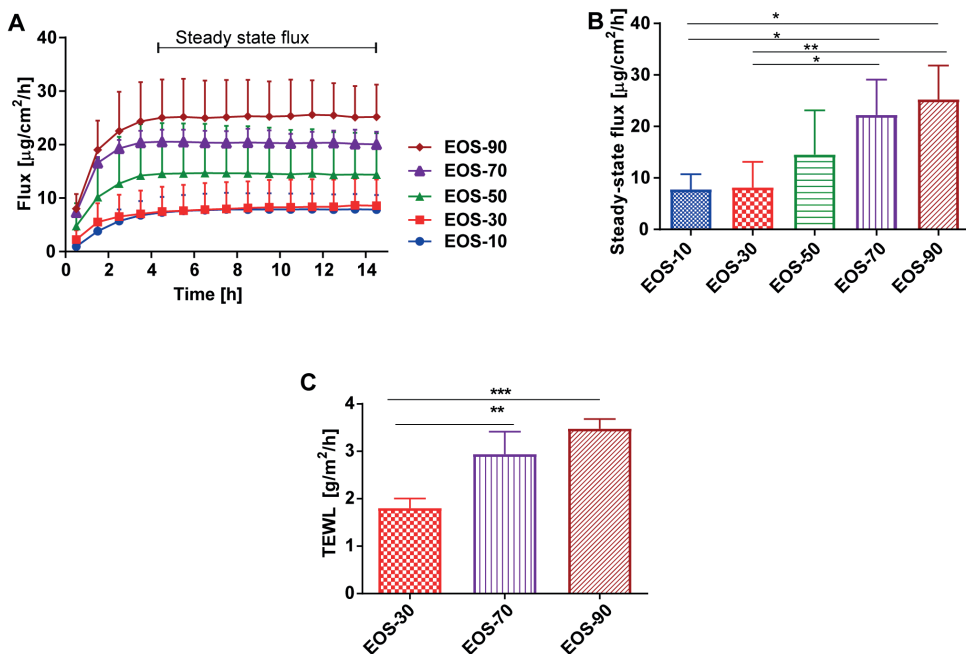 A
Steady state flux
Flux [µg/cm²/h]
40
30
20
10
0
0 2 4 6 8 10 12 14
Time [h]
EOS-90
EOS-70
EOS-50
EOS-30
EOS-10
B
Steady-state flux [µg/cm²/h]
40
30
20
10
0
*
*
**
*
EOS-10
EOS-30
EOS-50
EOS-70
EOS-90
C
TEWL [g/m²/h]
4
3
2
1
0
***
**
EOS-30
EOS-70
EOS-90